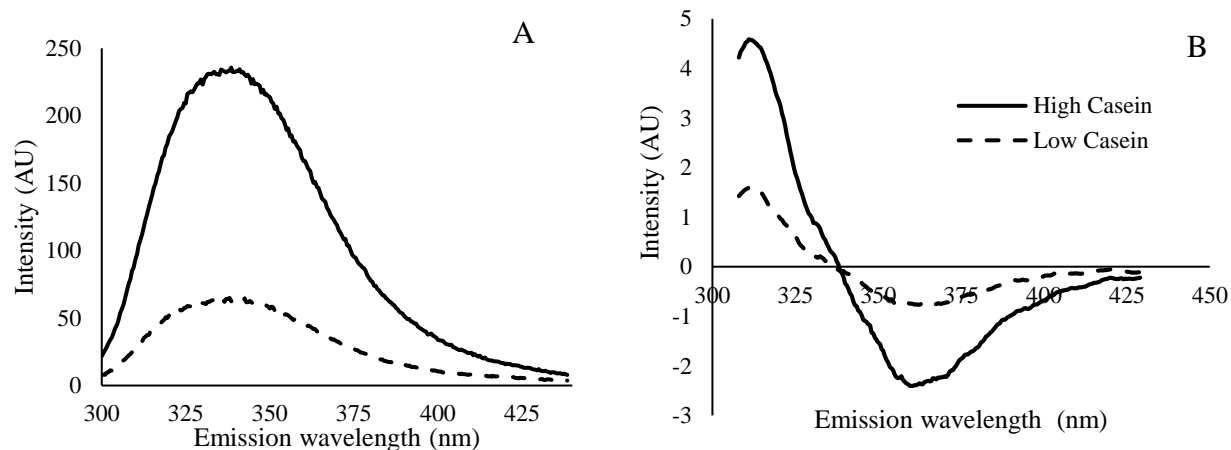 A
Intensity (AU)
250
200
150
100
50
0
300 325 350 375 400 425
Emission wavelength (nm)
B
Intensity (AU)
5
4
3
2
1
0
-1
-2
-3
300 325 350 375 400 425 450
High Casein
Low Casein
Emission wavelength (nm)